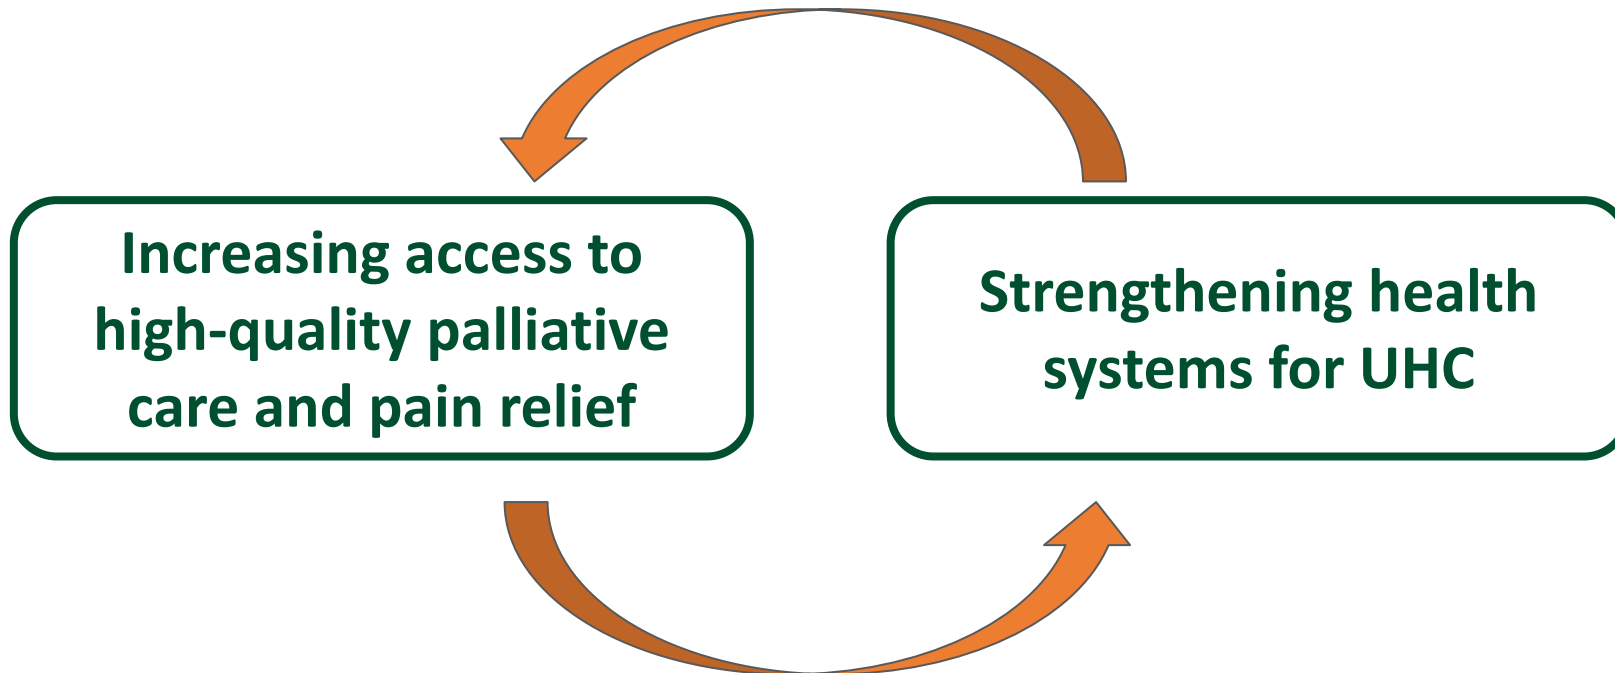 Increasing access to
high-quality palliative
care and pain relief
Strengthening health
systems for UHC